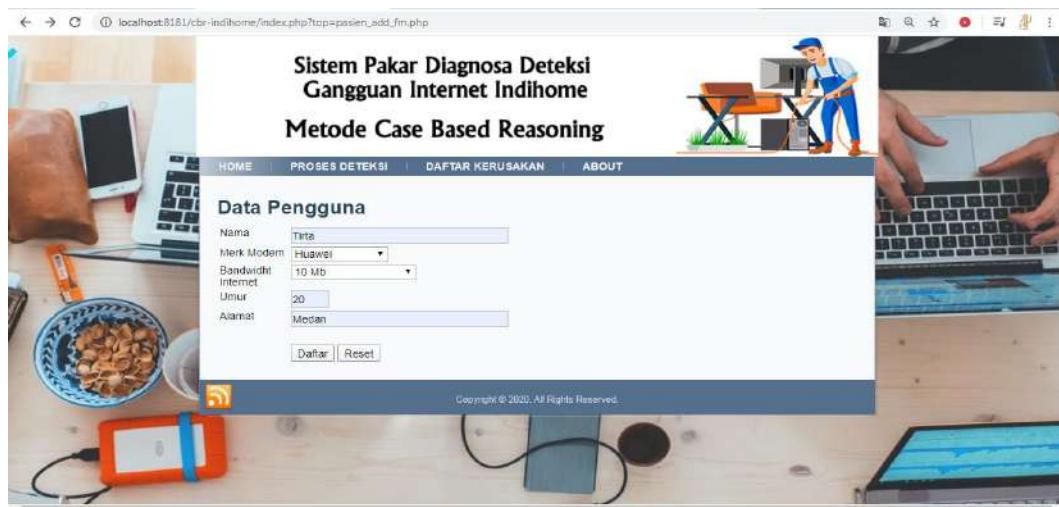 localhost:8181/cbr-indihome/index.php?top=pasien_add_fm.php
Sistem Pakar Diagnosa Deteksi
Gangguan Internet Indihome
Metode Case Based Reasoning
HOME PROSES DETEKSI DAFTAR KERUSAKAN ABOUT
Data Pengguna
Nama Tirta
Merk Modem Huawei
Bandwidht Internet 10 Mb
Umur 20
Alamat Medan
Daftar Reset
Copyright © 2020. All Rights Reserved.